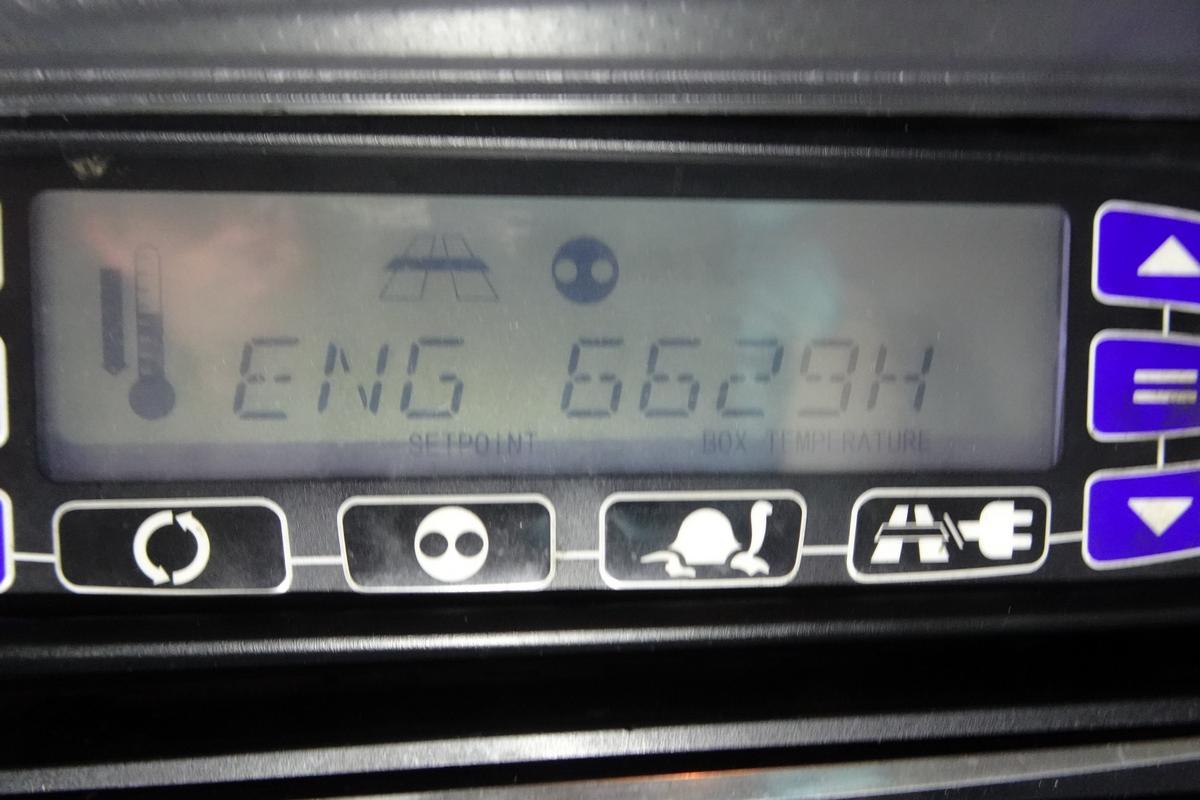 ENG 6629H
SETPOINT BOX TEMPERATURE